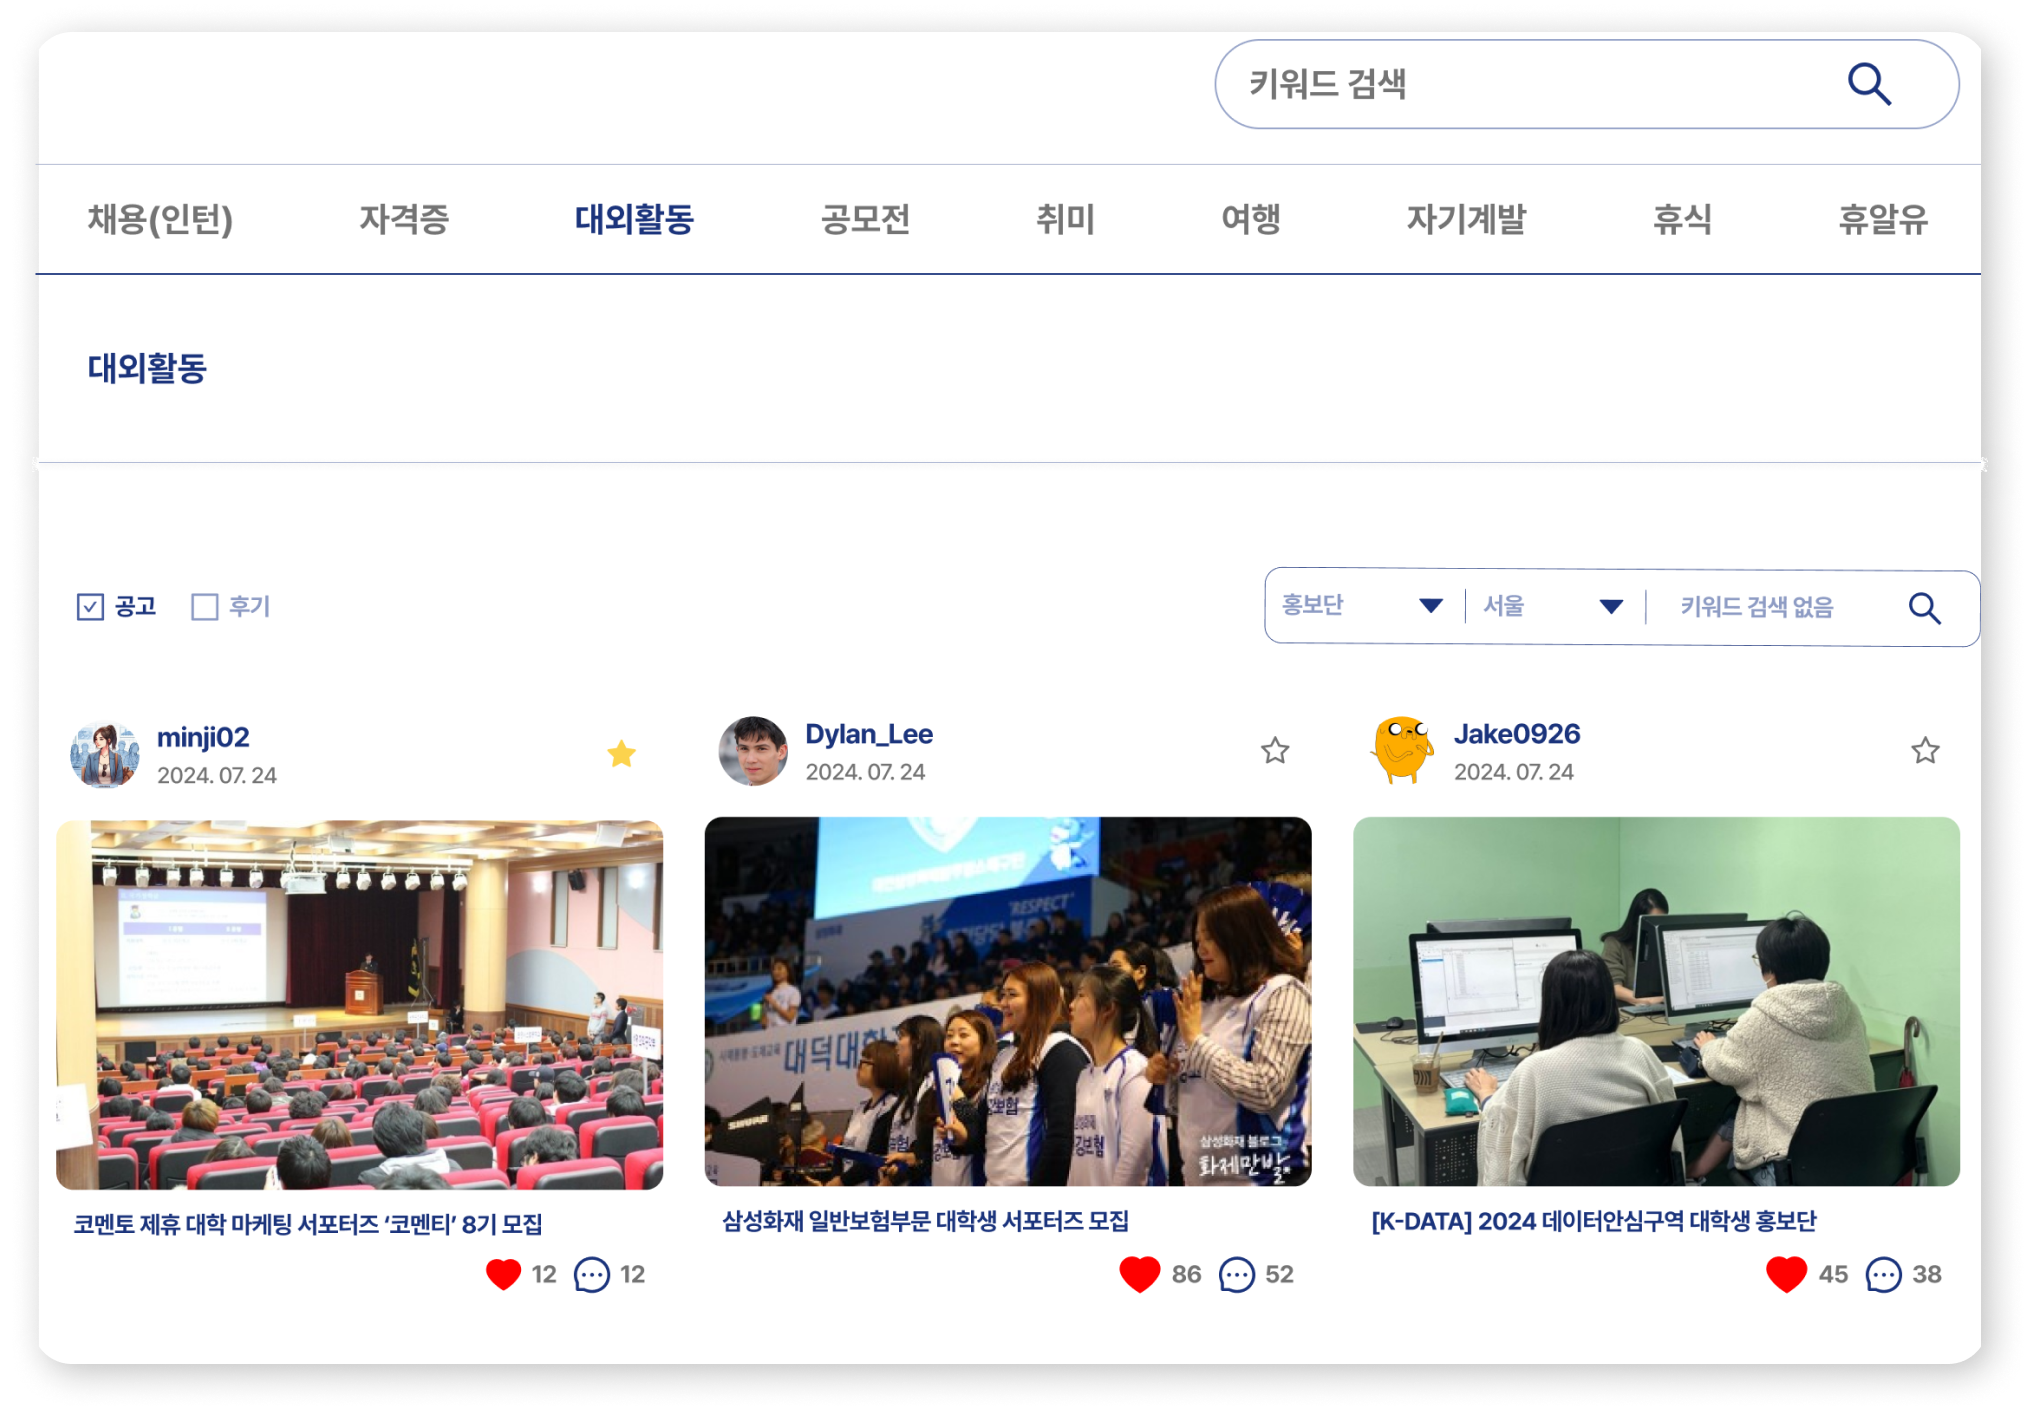 키워드 검색
채용(인턴) 자격증 대외활동 공모전 취미 여행 자기계발 휴식 휴알유
대외활동
공고 후기 홍보단 서울 키워드 검색 없음
minji02
2024. 07. 24
Dylan_Lee
2024. 07. 24
Jake0926
2024. 07. 24
"RESPECT"
대덕대학
SHURE
삼성화재 블로그
화제만발
코멘토 제휴 대학 마케팅 서포터즈 ‘코멘티’ 8기 모집
12 12
삼성화재 일반보험부문 대학생 서포터즈 모집
86 52
[K-DATA] 2024 데이터안심구역 대학생 홍보단
45 38